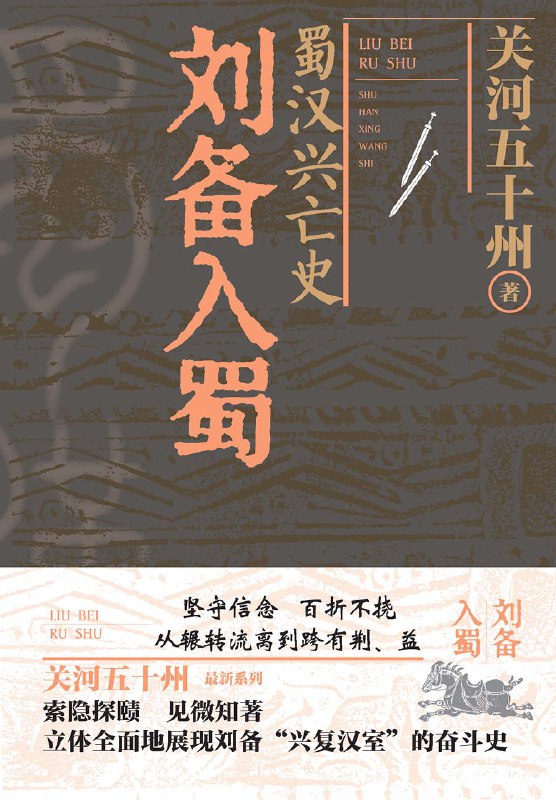 关河五十州 著
LIU BEI
RU SHU
SHU
HAN
XING
WANG
SHI
蜀汉兴亡史
刘备入蜀
LIU BEI
RU SHU
坚守信念 百折不挠
从辗转流离到跨有荆、益
刘备
入蜀
关河五十州 最新系列
索隐探赜 见微知著
立体全面地展现刘备“兴复汉室”的奋斗史